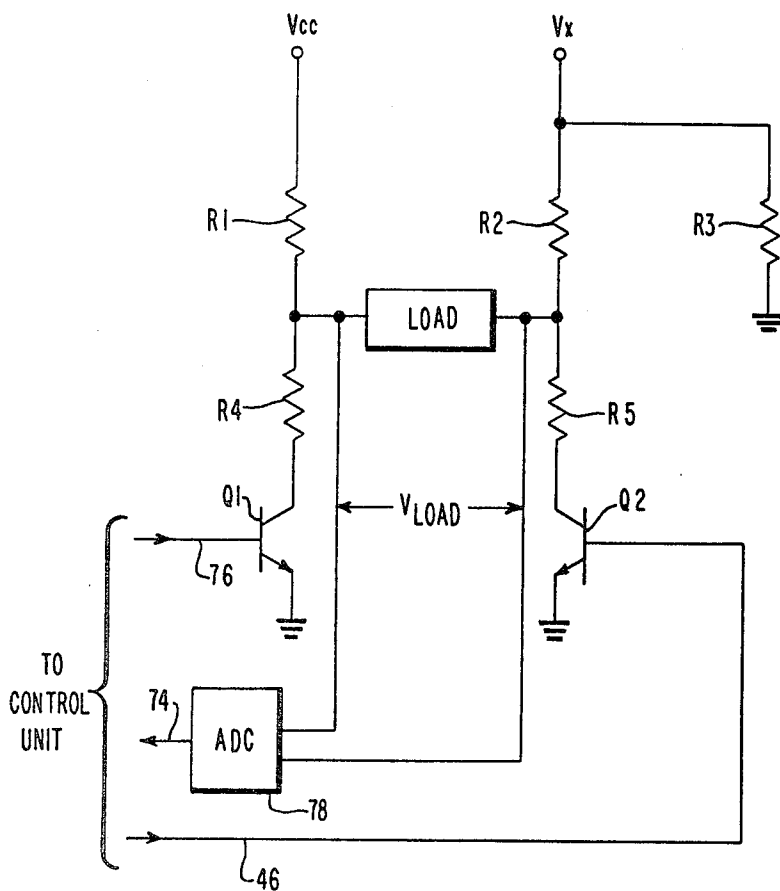 Vcc
Vx
R1
R2
R3
LOAD
R4
R5
Q1
VLOAD
Q2
76
TO
CONTROL
UNIT
74
ADC
78
46